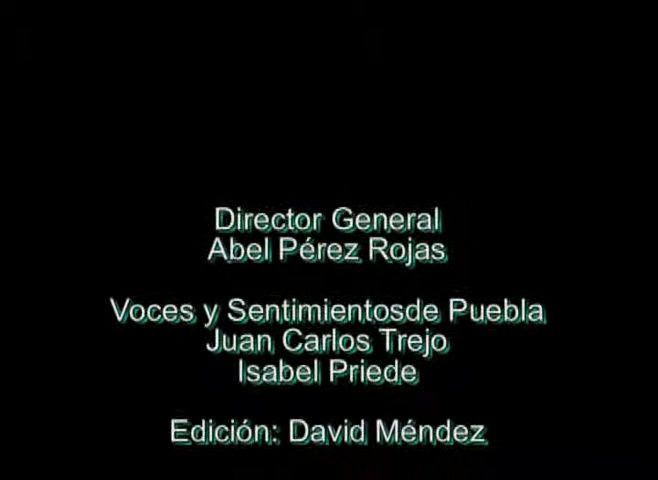 Director General
Abel Pérez Rojas
Voces y Sentimientosde Puebla
Juan Carlos Trejo
Isabel Priede
Edición: David Méndez